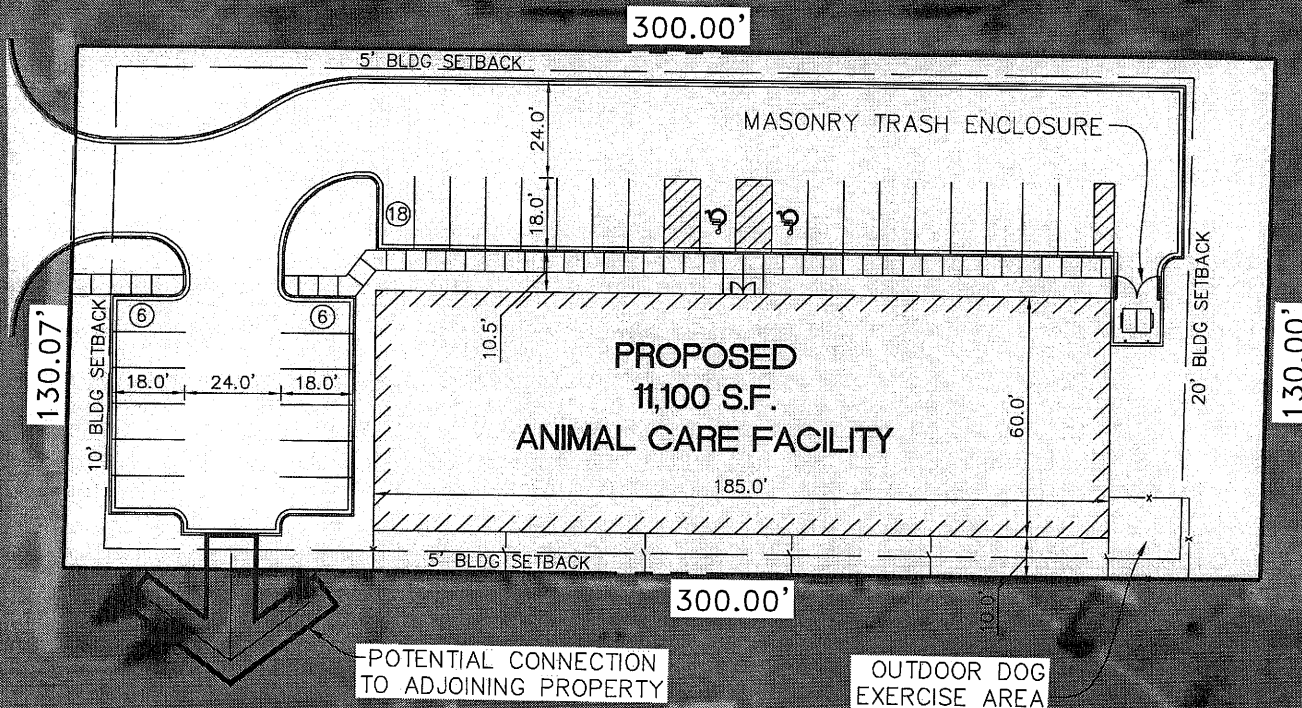 300.00'
5' BLDG SETBACK
MASONRY TRASH ENCLOSURE
24.0'
18
18.0'
10.5'
6
6
130.07'
10' BLDG SETBACK
18.0'
24.0'
18.0'
PROPOSED
11,100 S.F.
ANIMAL CARE FACILITY
60.0'
185.0'
20' BLDG SETBACK
130.00'
5' BLDG SETBACK
10.0'
300.00'
POTENTIAL CONNECTION
TO ADJOINING PROPERTY
OUTDOOR DOG
EXERCISE AREA